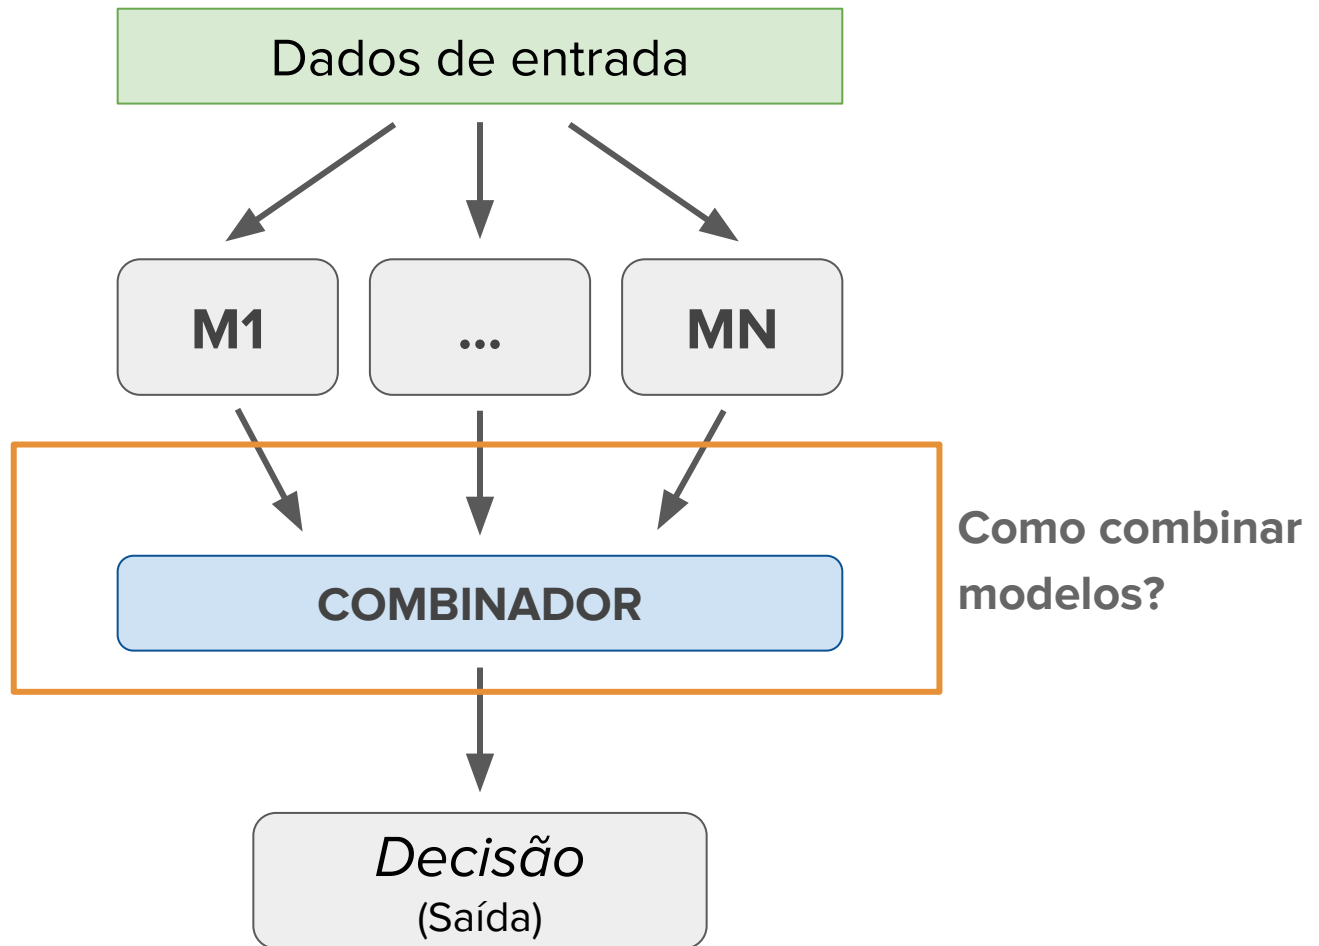 Dados de entrada
M1
...
MN
Como combinar
modelos?
COMBINADOR
Decisão
(Saída)